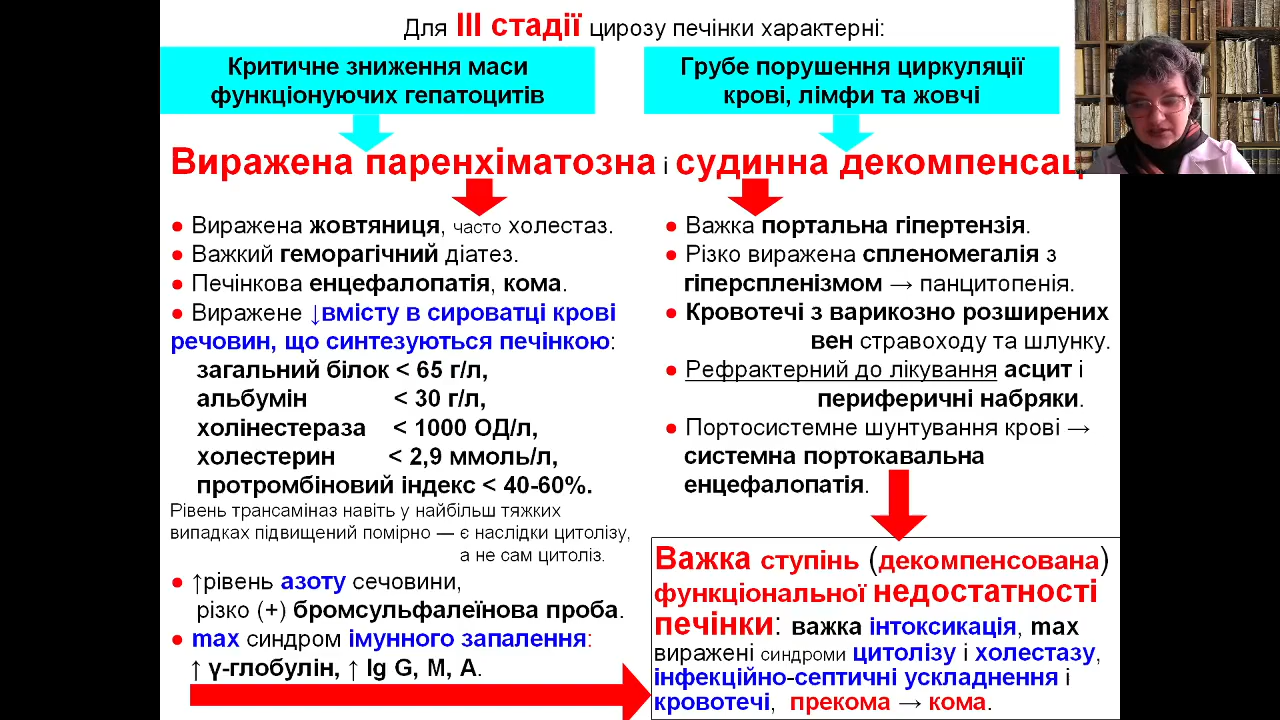 Для III стадії цирозу печінки характерні:
Критичне зниження маси
функціонуючих гепатоцитів
Грубе порушення циркуляції
крові, лімфи та жовчі
Виражена паренхіматозна і судинна
● Виражена жовтяниця, часто холестаз.
● Важкий геморагічний діатез.
● Печінкова енцефалопатія, кома.
● Виражене ↓вмісту в сироватці крові
речовин, що синтезуються печінкою:
загальний білок < 65 г/л,
альбумін < 30 г/л,
холінестераза < 1000 ОД/л,
холестерин < 2,9 ммоль/л,
протромбіновий індекс < 40-60%.
Рівень трансаміназ навіть у найбільш тяжких
випадках підвищений помірно — є наслідки цитолізу,
а не сам цитоліз.
● ↑рівень азоту сечовини,
різко (+) бромсульфалеїнова проба.
● max синдром імунного запалення:
↑ γ-глобулін, ↑ Ig G, M, A.
● Важка портальна гіпертензія.
● Різко виражена спленомегалія з
гіперспленізмом → панцитопенія.
● Кровотечі з варикозно розширених
вен стравоходу та шлунку.
● Рефрактерний до лікування асцит і
периферичні набряки.
● Портосистемне шунтування крові →
системна портокавальна
енцефалопатія.
Важка ступінь (декомпенсована)
функціональної недостатності
печінки: важка інтоксикація, max
виражені синдроми цитолізу і холестазу,
інфекційно-септичні ускладнення і
кровотечі, прекома → кома.